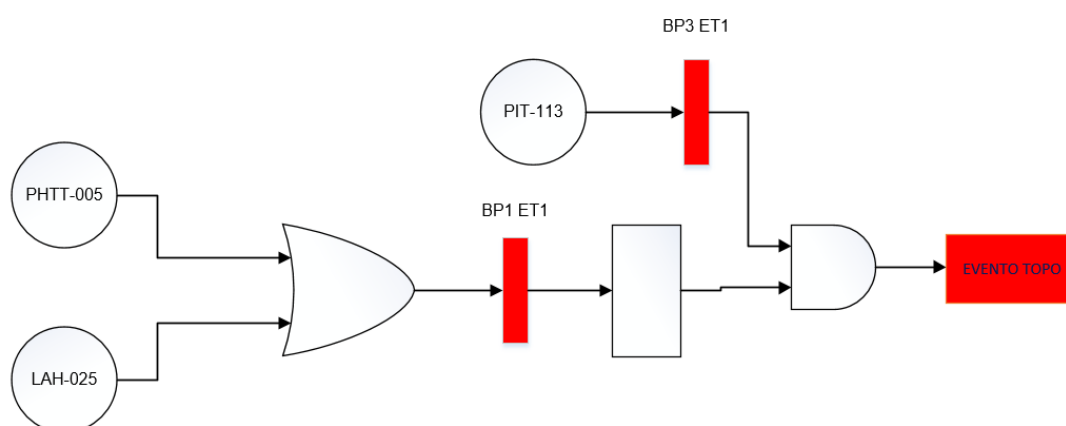 BP3 ET1
PIT-113
PHTT-005
BP1 ET1
EVENTO TOPO
LAH-025